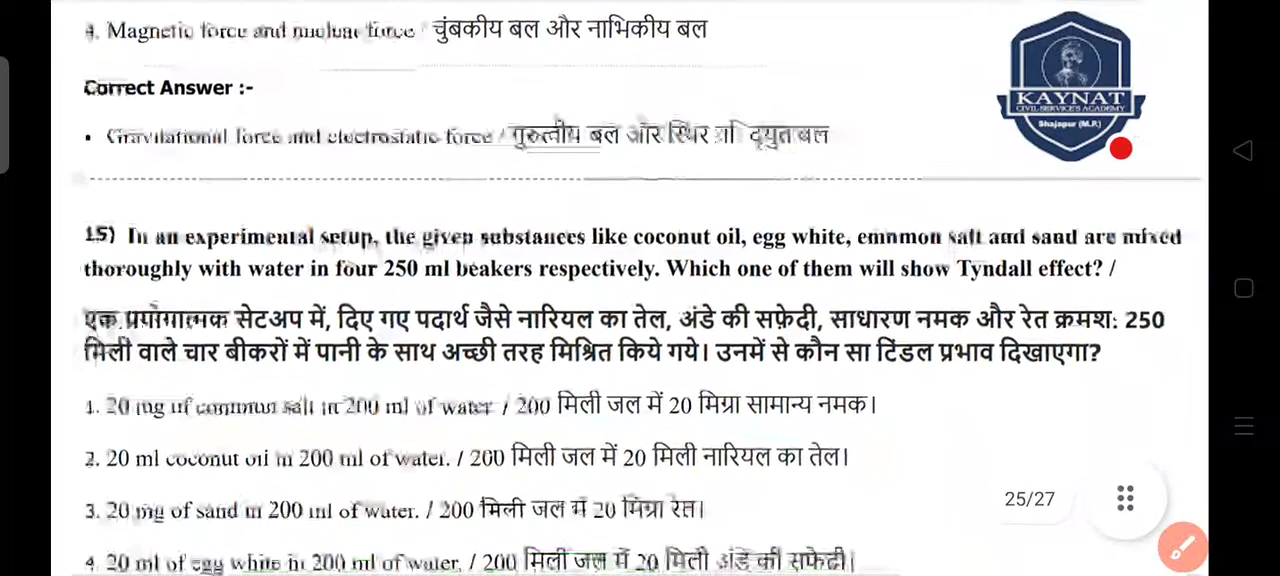 4. Magnetic force and nuclear force / चुंबकीय बल और नाभिकीय बल
Correct Answer :-
• Gravitational force and electrostatic force / गुरुत्वीय बल और स्थिर विद्युत बल
KAYNAT
CIVIL SERVICES ACADEMY
Shajapur (M.P.)
15) In an experimental setup, the given substances like coconut oil, egg white, common salt and sand are mixed
thoroughly with water in four 250 ml beakers respectively. Which one of them will show Tyndall effect? /
एक प्रयोगात्मक सेटअप में, दिए गए पदार्थ जैसे नारियल का तेल, अंडे की सफ़ेदी, साधारण नमक और रेत क्रमश: 250
मिली वाले चार बीकरों में पानी के साथ अच्छी तरह मिश्रित किये गये। उनमें से कौन सा टिंडल प्रभाव दिखाएगा?
1. 20 mg of common salt in 200 ml of water / 200 मिली जल में 20 मिग्रा सामान्य नमक।
2. 20 ml coconut oil in 200 ml of water. / 200 मिली जल में 20 मिली नारियल का तेल।
3. 20 mg of sand in 200 ml of water. / 200 मिली जल में 20 मिग्रा रेत।
25/27
4. 20 ml of egg white in 200 ml of water. / 200 मिली जल में 20 मिली अंडे की सफेदी।